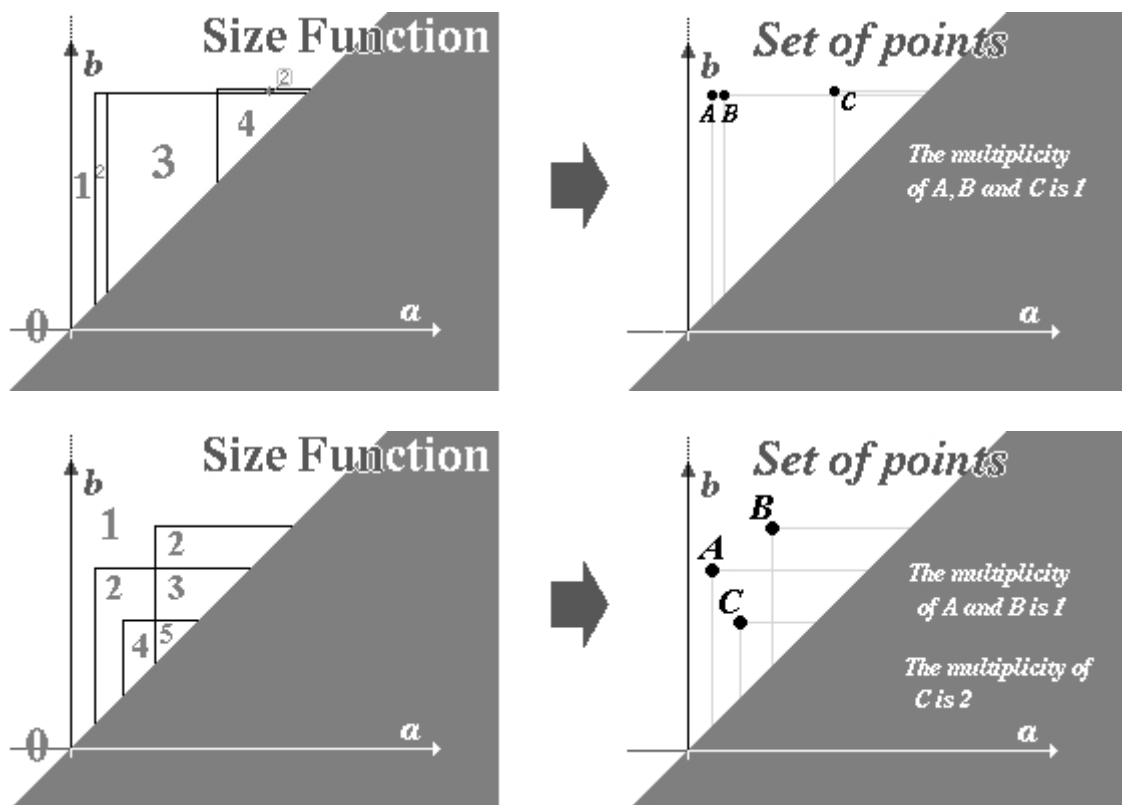 Size Function
b
2
4
3
2
1
0
a
Set of points
b
A B
C
The multiplicity
of A, B and C is 1
a
Size Function
b
1
2
2
3
4
5
0
a
Set of points
b
B
A
C
The multiplicity
of A and B is 1
The multiplicity of
C is 2
a